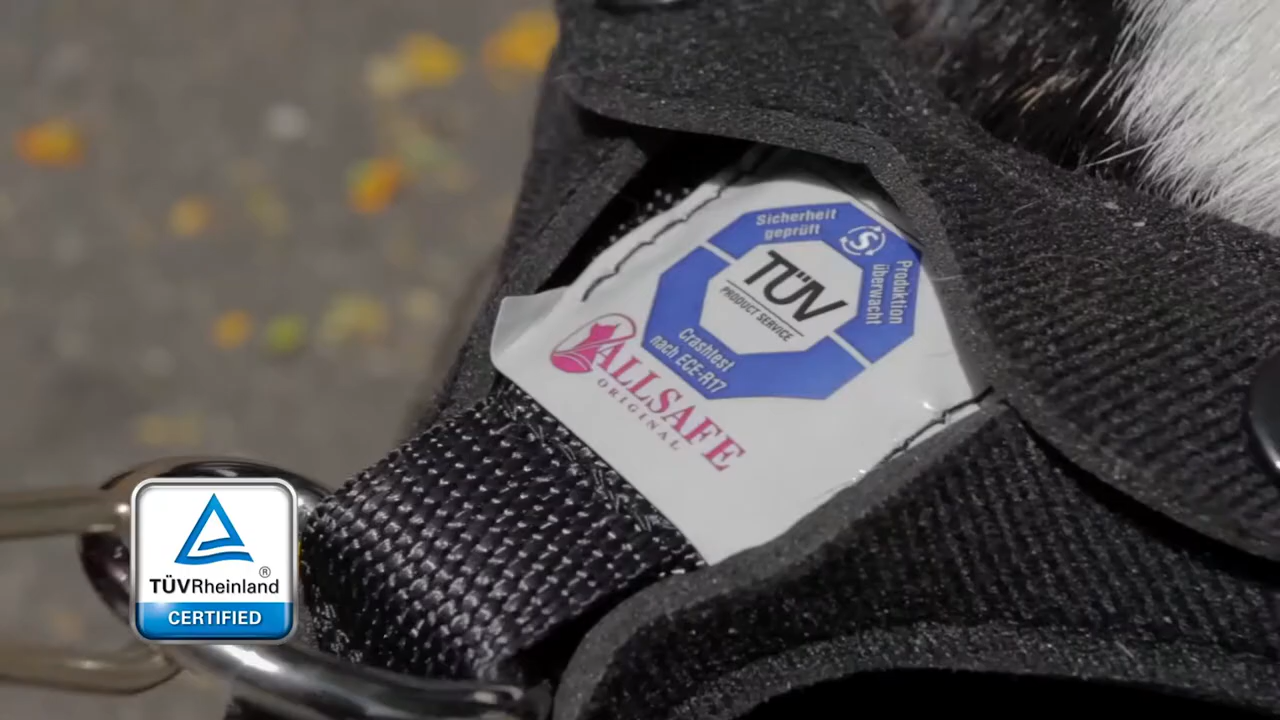 Sicherheit
geprüft
S
Produktion
überwacht
TÜV
PRODUCT SERVICE
Crashtest
nach ECE-R17
ALLSAFE
ORIGINAL
TÜVRheinland®
CERTIFIED